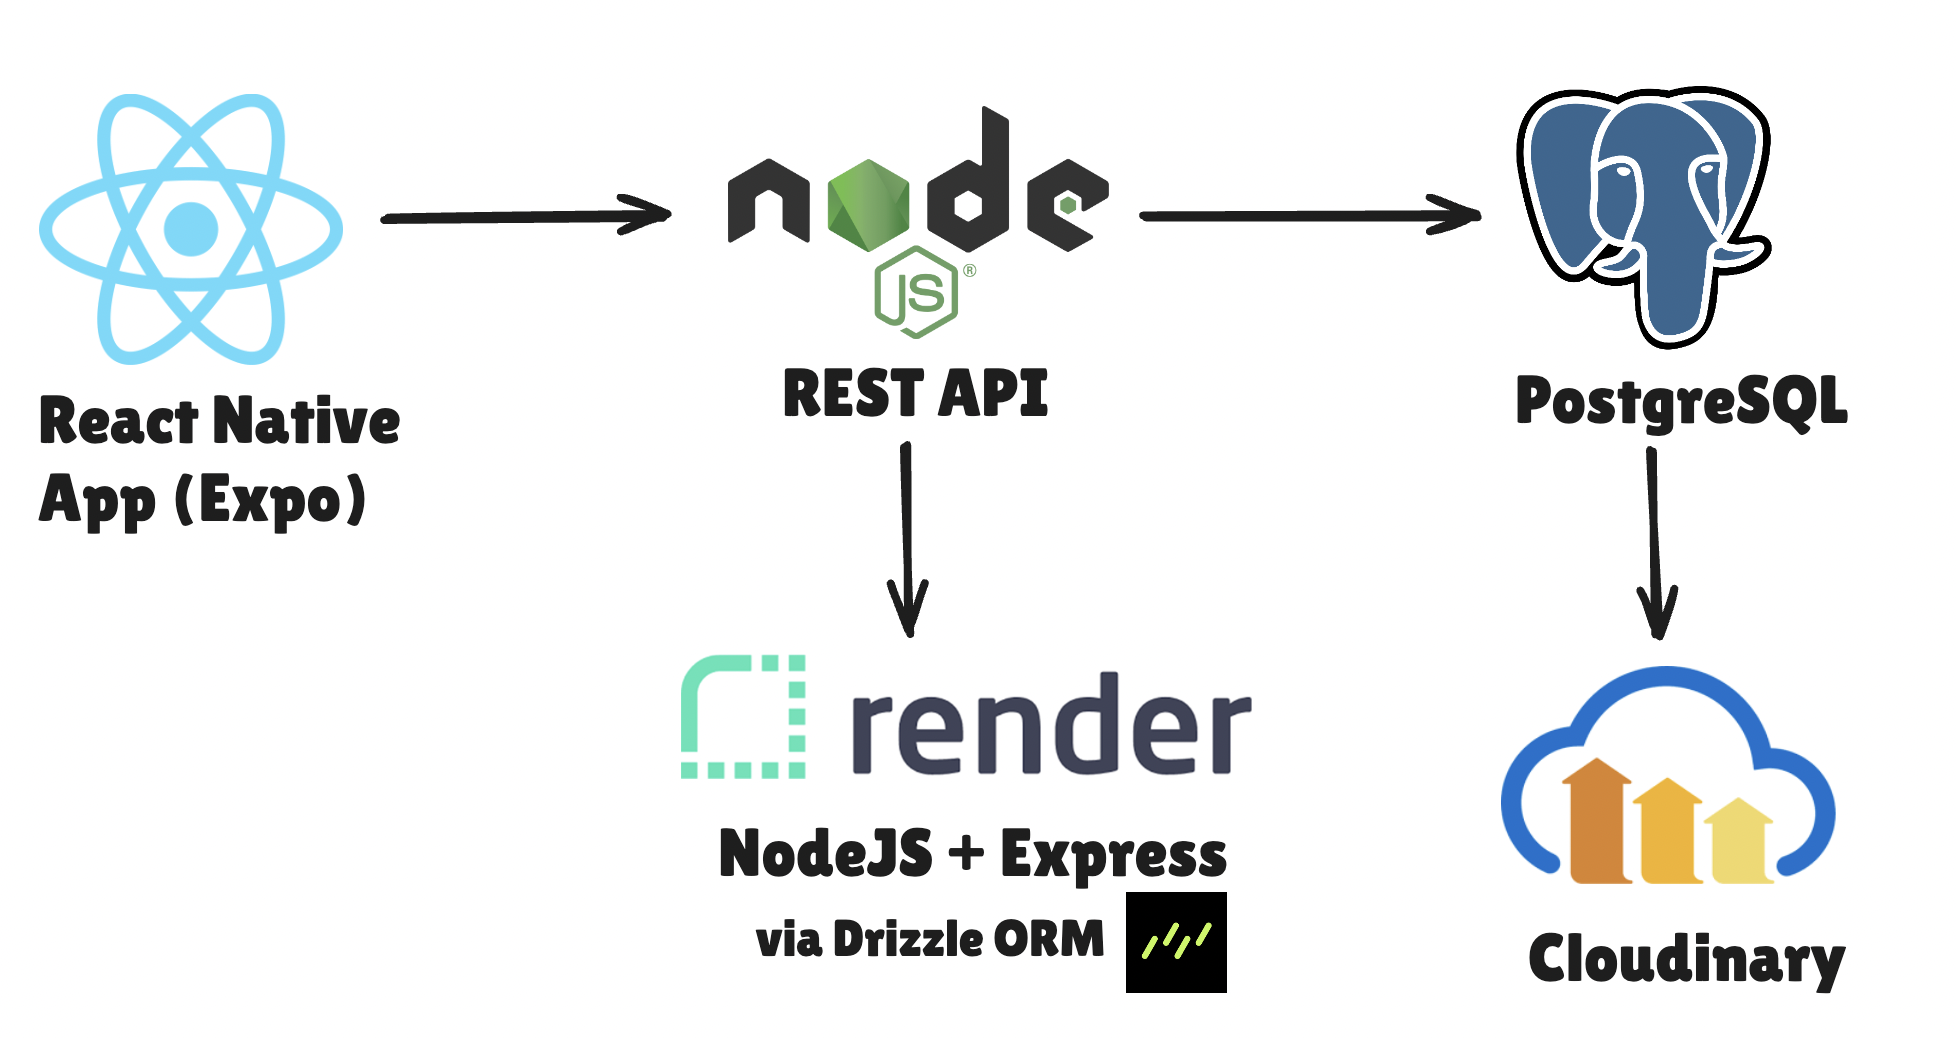 node
JS ®
React Native
App (Expo)
REST API
PostgreSQL
render
NodeJS + Express
via Drizzle ORM
Cloudinary